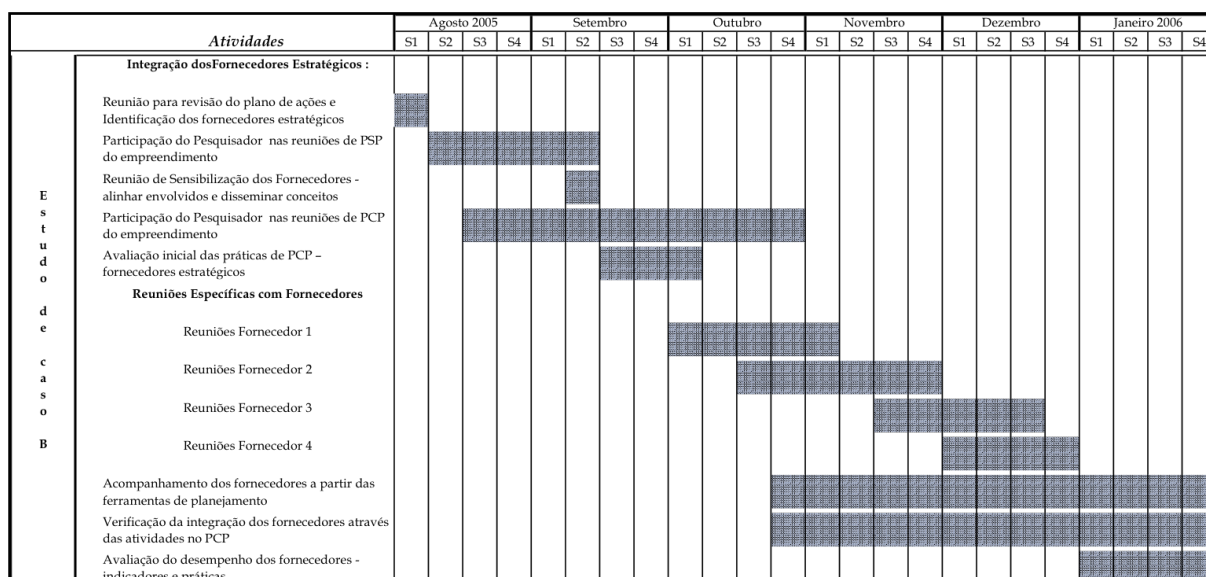 Agosto 2005 Setembro Outubro Novembro Dezembro Janeiro 2006
Atividades S1 S2 S3 S4 S1 S2 S3 S4 S1 S2 S3 S4 S1 S2 S3 S4 S1 S2 S3 S4 S1 S2 S3 S4
Estudo de caso B
Integração dosFornecedores Estratégicos :
Reunião para revisão do plano de ações e
Identificação dos fornecedores estratégicos
Participação do Pesquisador nas reuniões de PSP
do empreendimento
Reunião de Sensibilização dos Fornecedores -
alinhar envolvidos e disseminar conceitos
Participação do Pesquisador nas reuniões de PCP
do empreendimento
Avaliação inicial das práticas de PCP –
fornecedores estratégicos
Reuniões Específicas com Fornecedores
Reuniões Fornecedor 1
Reuniões Fornecedor 2
Reuniões Fornecedor 3
Reuniões Fornecedor 4
Acompanhamento dos fornecedores a partir das
ferramentas de planejamento
Verificação da integração dos fornecedores através
das atividades no PCP
Avaliação do desempenho dos fornecedores -
indicadores e práticas